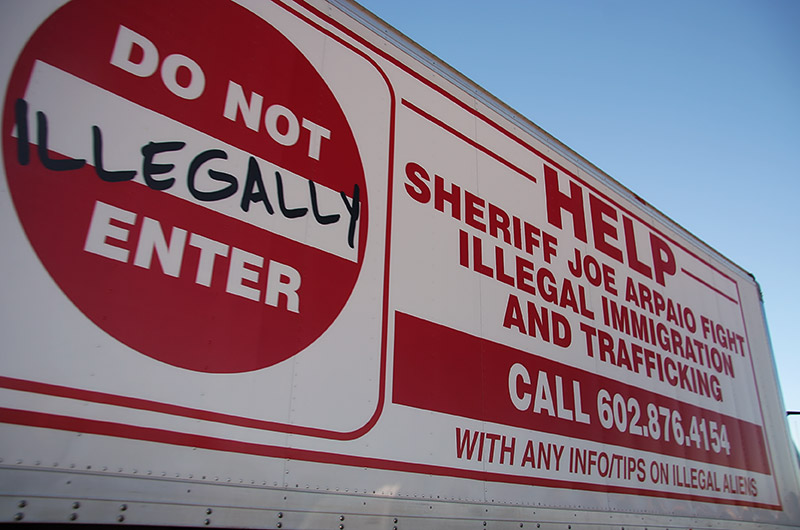 DO NOT
ILLEGALLY
ENTER
HELP
SHERIFF JOE ARPAIO FIGHT
ILLEGAL IMMIGRATION
AND TRAFFICKING
CALL 602.876.4154
WITH ANY INFO/TIPS ON ILLEGAL ALIENS